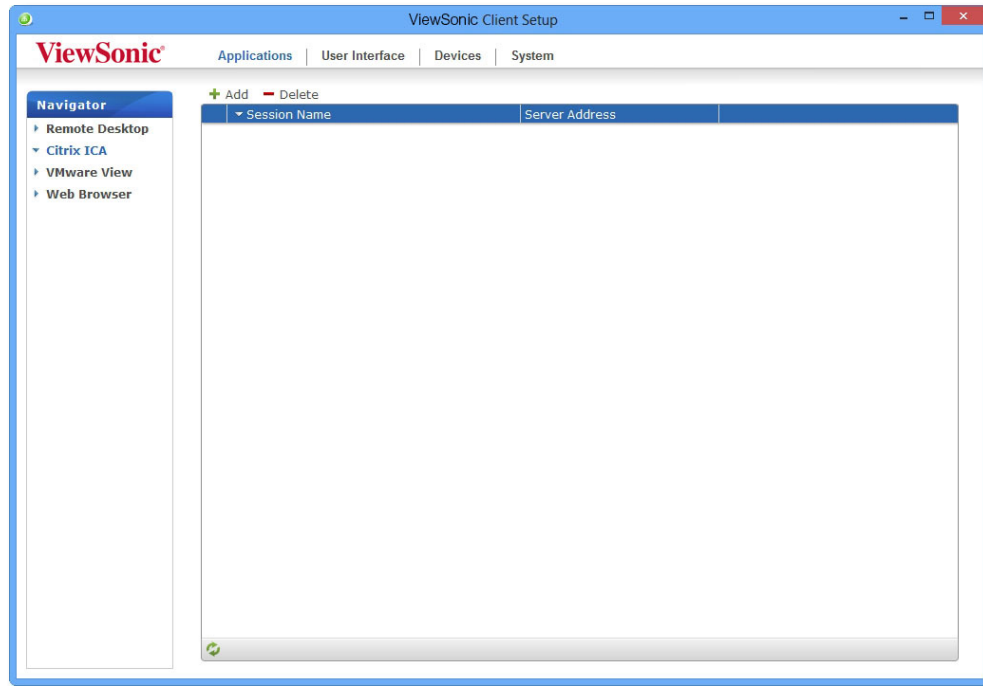 ViewSonic Client Setup
ViewSonic®
Applications | User Interface | Devices | System
Navigator
Remote Desktop
Citrix ICA
VMware View
Web Browser
Add Delete
Session Name Server Address